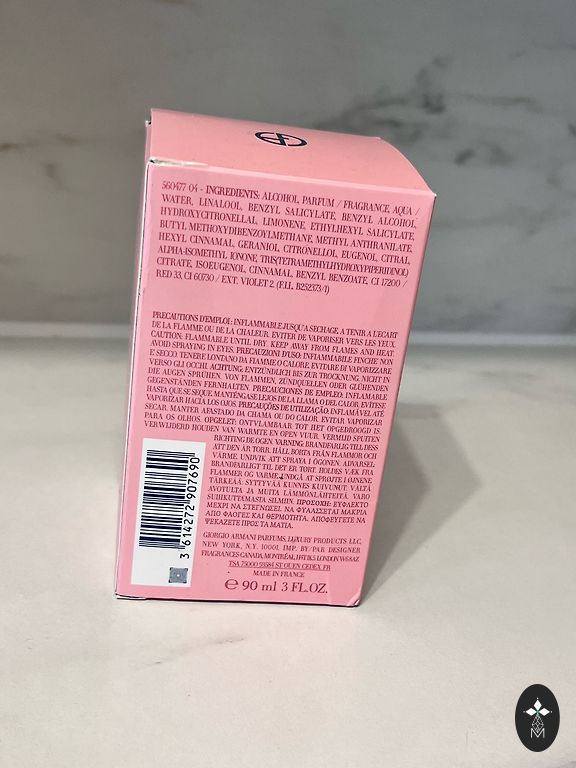 560477 04 - INGREDIENTS: ALCOHOL, PARFUM / FRAGRANCE, AQUA /
WATER, LINALOOL, BENZYL SALICYLATE, BENZYL ALCOHOL,
HYDROXYCITRONELLAL, LIMONENE, ETHYLHEXYL SALICYLATE,
BUTYL METHOXYDIBENZOYLMETHANE, METHYL ANTHRANILATE,
HEXYL CINNAMAL, GERANIOL, CITRONELLOL, EUGENOL, CITRAL,
ALPHA-ISOMETHYL IONONE, TRIS(TETRAMETHYLHYDROXYPIPERIDINOL)
CITRATE, ISOEUGENOL, CINNAMAL, BENZYL BENZOATE, CI 17200 /
RED 33, CI 60730 / EXT. VIOLET 2. (F.I.L. B252373/1)
PRECAUTIONS D'EMPLOI: INFLAMMABLE JUSQU'A SECHAGE, A TENIR A L'ECART
DE LA FLAMME OU DE LA CHALEUR. EVITER DE VAPORISER VERS LES YEUX.
CAUTION: FLAMMABLE UNTIL DRY. KEEP AWAY FROM FLAMES AND HEAT.
AVOID SPRAYING IN EYES. PRECAUZIONI D'USO: INFIAMMABILE FINCHE NON
E SECCO. TENERE LONTANO DA FIAMME O CALORE. EVITARE DI VAPORIZZARE
VERSO GLI OCCHI. ACHTUNG: ENTZÜNDLICH BIS ZUR TROCKNUNG. NICHT IN
DIE AUGEN SPRÜHEN. VON FLAMMEN, ZÜNDQUELLEN ODER GLÜHENDEN
GEGENSTÄNDEN FERNHALTEN. PRECAUCIONES DE EMPLEO: INFLAMABLE
HASTA QUE SE SEQUE. MANTÉNGASE LEJOS DE LA LLAMA O DEL CALOR. EVÍTESE
VAPORIZAR HACIA LOS OJOS. PRECAUÇÕES DE UTILIZAÇÃO: INFLAMÁVEL ATÉ
SECAR. MANTER AFASTADO DA CHAMA OU DO CALOR. EVITAR VAPORIZAR
PARA OS OLHOS. OPGELET: ONTVLAMBAAR TOT HET OPGEDROOGD IS.
VERWIJDERD HOUDEN VAN WARMTE EN OPEN VUUR. VERMIJD SPUITEN
RICHTING DE OGEN. VARNING: BRANDFARLIG TILL DESS
ATT DEN ÄR TORR. HÅLL BORTA FRÅN FLAMMOR OCH
VÄRME. UNDVIK ATT SPRAYA I ÖGONEN. ADVARSEL:
BRANDFARLIGT TIL DET ER TORT. HOLDES VÆK FRA
FLAMMER OG VARME. UNDGÅ AT SPRØJTE I ØJNENE.
TÄRKEÄÄ: SYTTYVÄÄ KUNNES KUIVUNUT. VÄLTÄ
AVOTULTA JA MUITA LÄMMÖNLÄHTEITÄ. VARO
SUIHKUTTAMASTA SILMIIN. ΠΡΟΣΟΧΗ: ΕΥΦΛΕΚΤΟ
ΜΕΧΡΙ ΝΑ ΣΤΕΓΝΩΣΕΙ. ΝΑ ΦΥΛΑΣΣΕΤΑΙ ΜΑΚΡΙΑ
ΑΠΟ ΦΛΟΓΕΣ ΚΑΙ ΘΕΡΜΟΤΗΤΑ. ΑΠΟΦΕΥΓΕΤΕ ΝΑ
ΨΕΚΑΖΕΤΕ ΠΡΟΣ ΤΑ ΜΑΤΙΑ.
3 614272 907690
GIORGIO ARMANI PARFUMS, LUXURY PRODUCTS LLC,
NEW YORK, N.Y. 10001. IMP. BY/PAR DESIGNER
FRAGRANCES CANADA, MONTRÉAL, H4T 1K5. LONDON W6 8AZ
TSA 75000 93584 ST OUEN CEDEX, FR
MADE IN FRANCE
℮ 90 ml 3 FL.OZ.